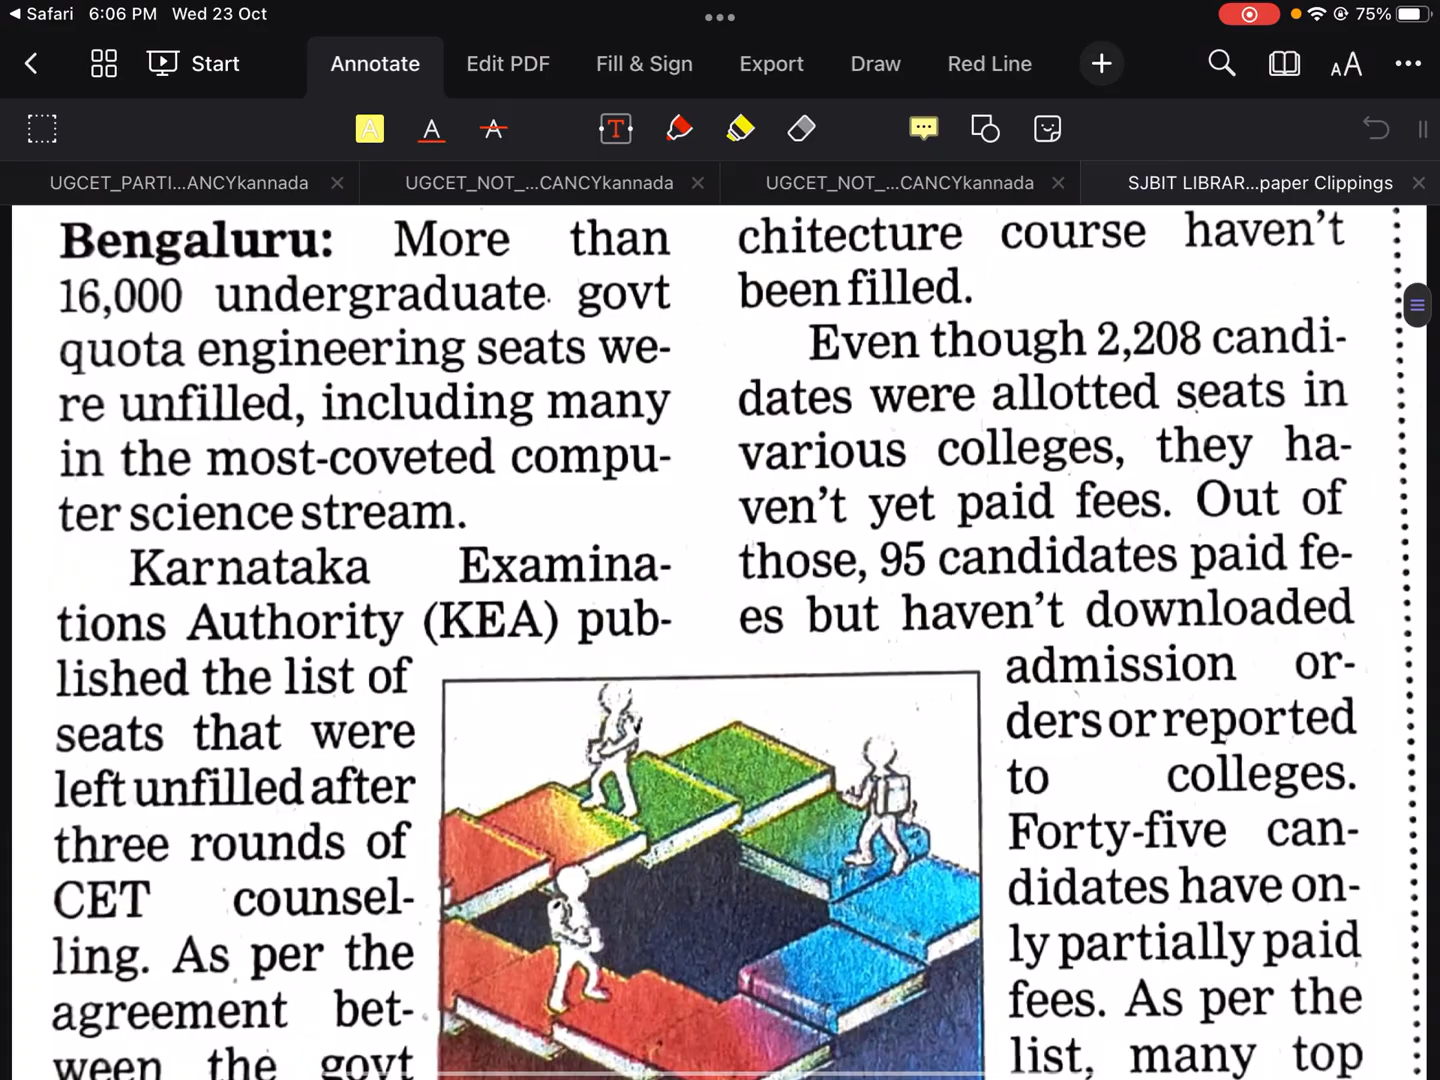 Safari 6:06 PM Wed 23 Oct
75%
Start Annotate Edit PDF Fill & Sign Export Draw Red Line
UGCET_PARTI...ANCYkannada UGCET_NOT_...CANCYkannada UGCET_NOT_...CANCYkannada SJBIT LIBRAR...paper Clippings
Bengaluru: More than
16,000 undergraduate govt
quota engineering seats we-
re unfilled, including many
in the most-coveted compu-
ter science stream.
Karnataka Examina-
tions Authority (KEA) pub-
lished the list of
seats that were
left unfilled after
three rounds of
CET counsel-
ling. As per the
agreement bet-
ween the govt
chitecture course haven't
been filled.
Even though 2,208 candi-
dates were allotted seats in
various colleges, they ha-
ven't yet paid fees. Out of
those, 95 candidates paid fe-
es but haven't downloaded
admission or-
ders or reported
to colleges.
Forty-five can-
didates have on-
ly partially paid
fees. As per the
list, many top